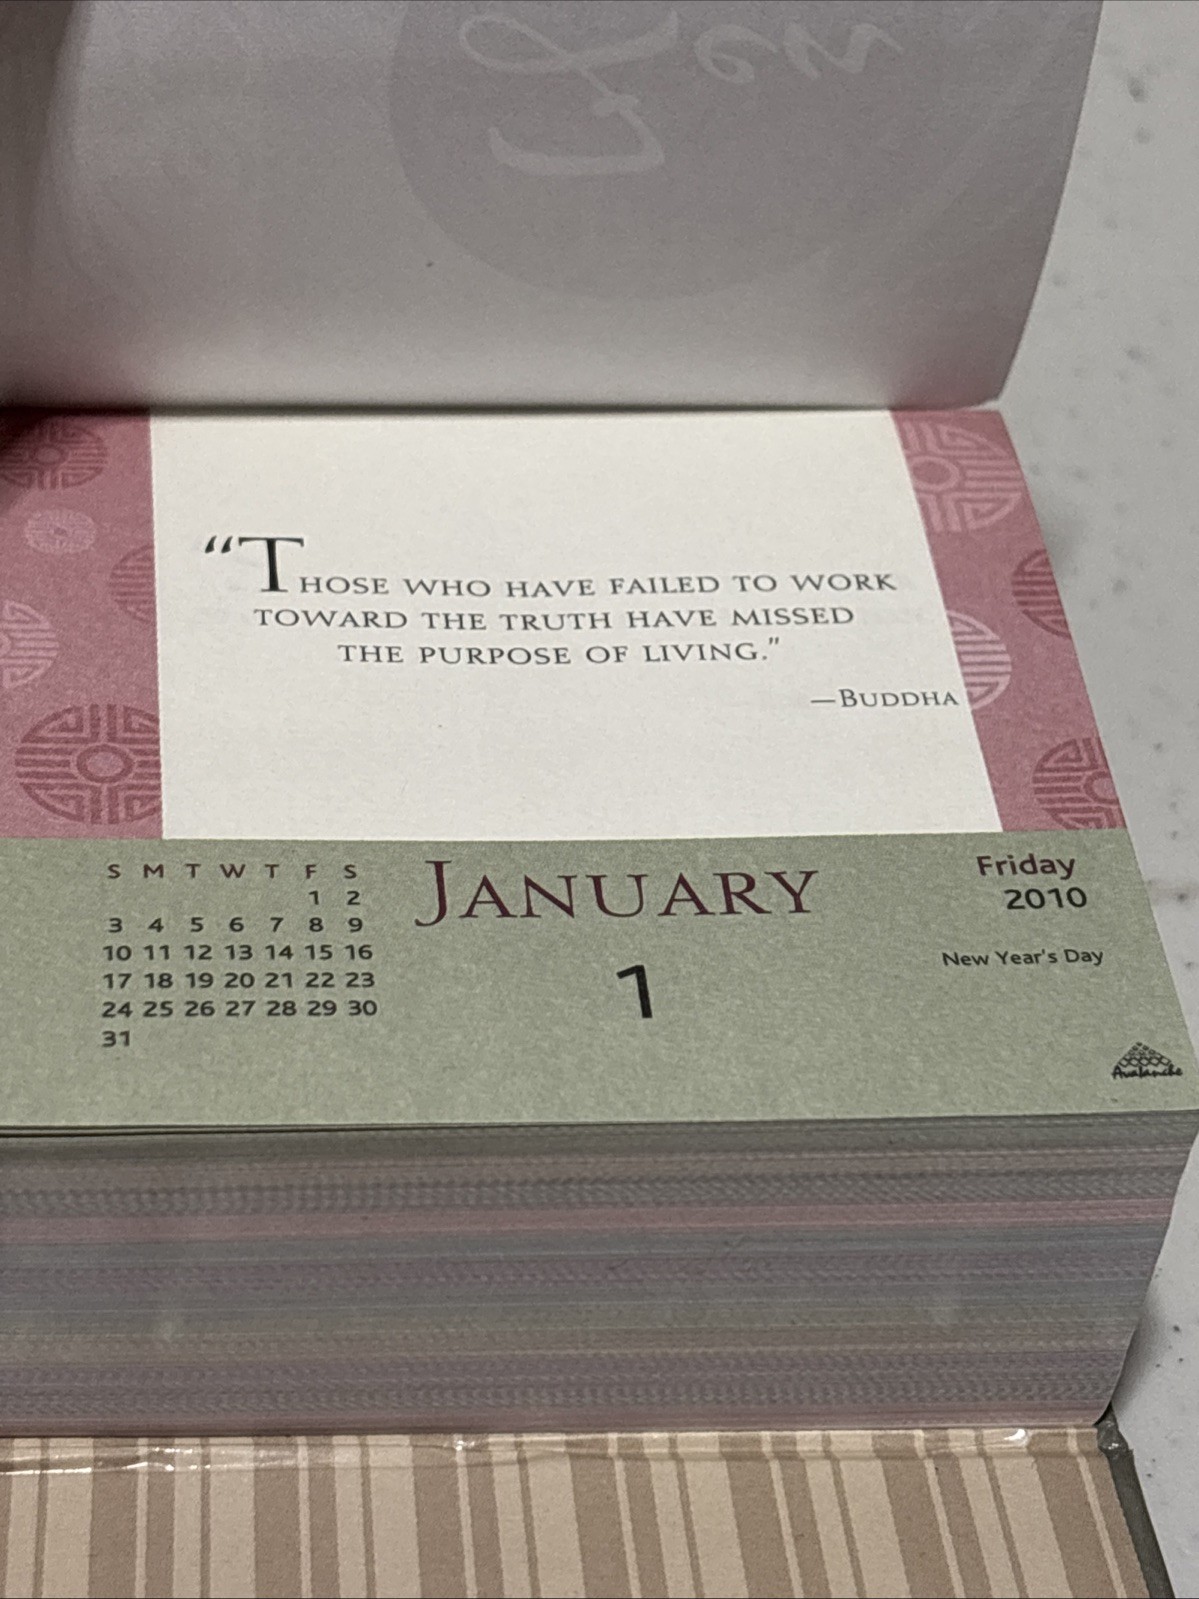 Zen
“THOSE WHO HAVE FAILED TO WORK
TOWARD THE TRUTH HAVE MISSED
THE PURPOSE OF LIVING.”
—BUDDHA
S M T W T F S
1 2
3 4 5 6 7 8 9
10 11 12 13 14 15 16
17 18 19 20 21 22 23
24 25 26 27 28 29 30
31
JANUARY
1
Friday
2010
New Year's Day
Avalanche